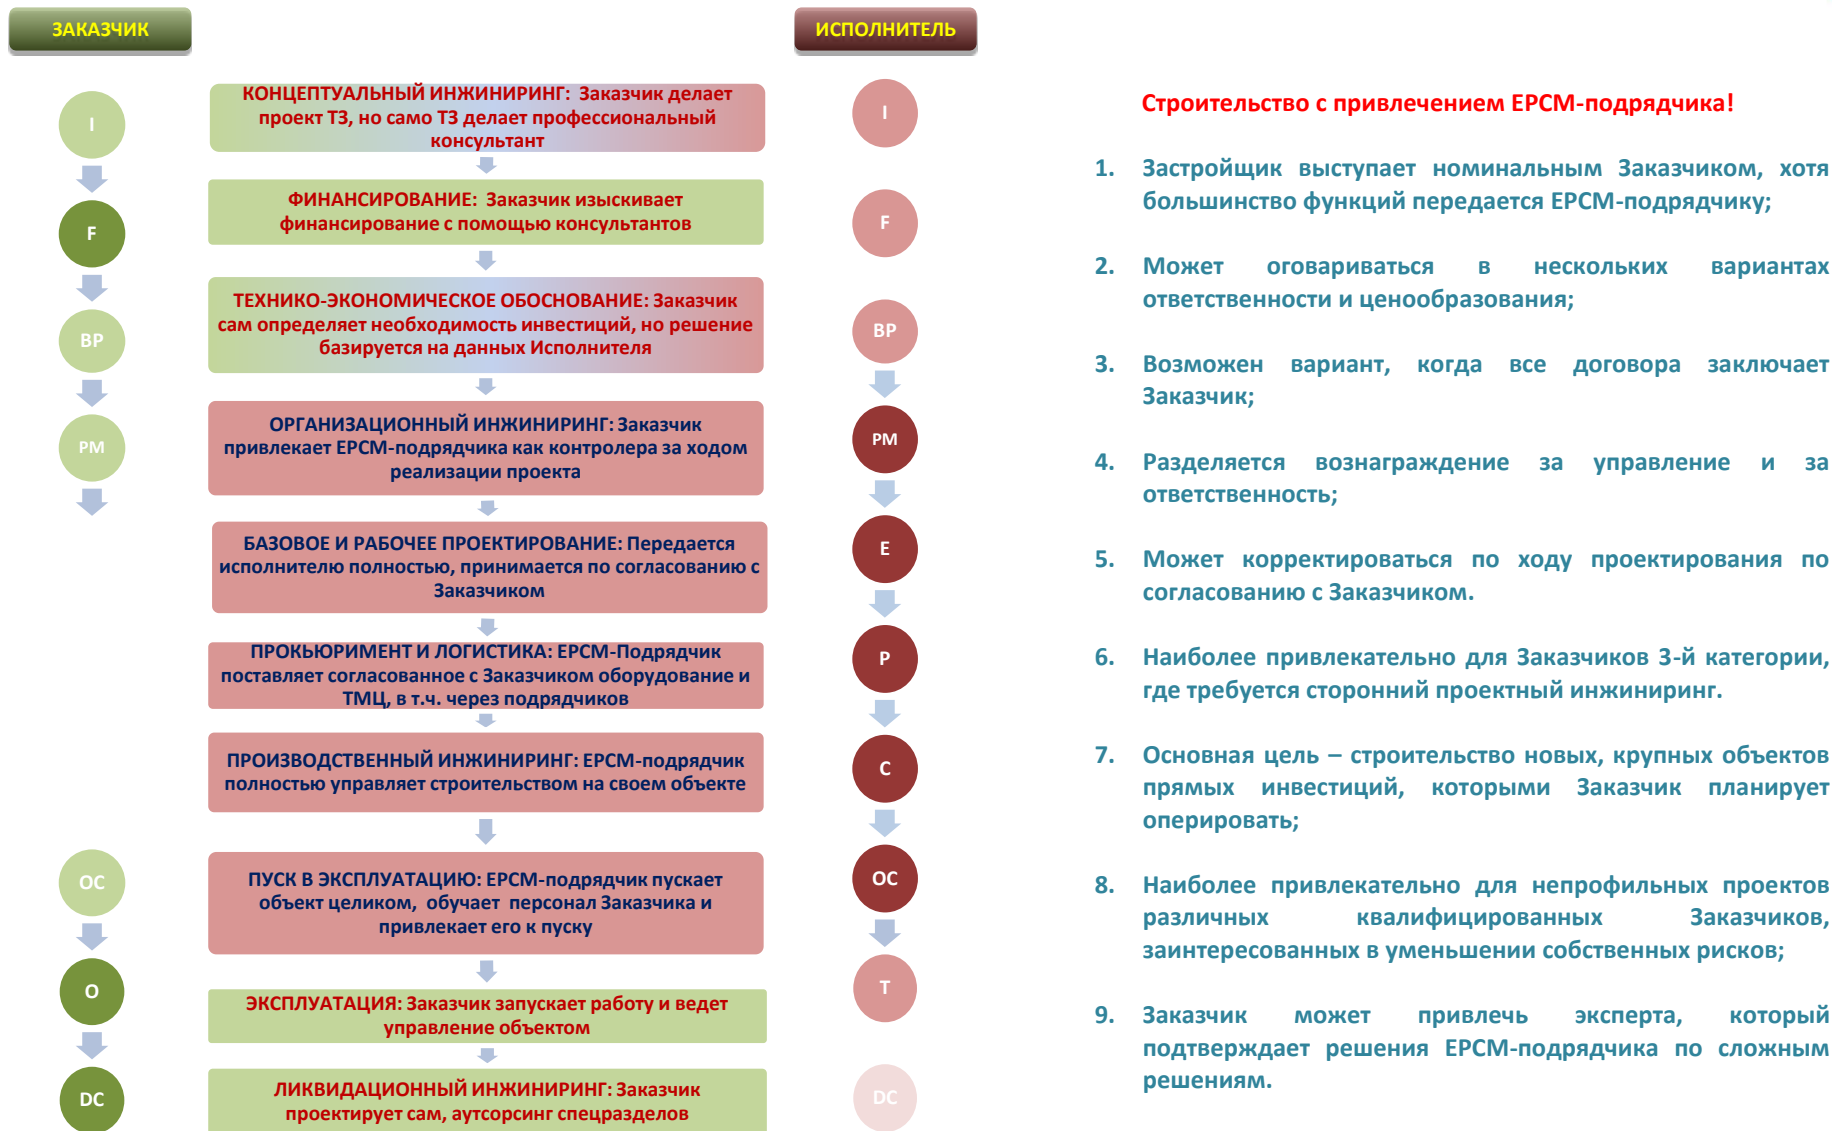 ЗАКАЗЧИК
ИСПОЛНИТЕЛЬ
I
F
BP
PM
OC
O
DC
КОНЦЕПТУАЛЬНЫЙ ИНЖИНИРИНГ: Заказчик делает
проект ТЗ, но само ТЗ делает профессиональный
консультант
ФИНАНСИРОВАНИЕ: Заказчик изыскивает
финансирование с помощью консультантов
ТЕХНИКО-ЭКОНОМИЧЕСКОЕ ОБОСНОВАНИЕ: Заказчик
сам определяет необходимость инвестиций, но решение
базируется на данных Исполнителя
ОРГАНИЗАЦИОННЫЙ ИНЖИНИРИНГ: Заказчик
привлекает ЕРСМ-подрядчика как контролера за ходом
реализации проекта
БАЗОВОЕ И РАБОЧЕЕ ПРОЕКТИРОВАНИЕ: Передается
исполнителю полностью, принимается по согласованию с
Заказчиком
ПРОКЬЮРИМЕНТ И ЛОГИСТИКА: ЕРСМ-Подрядчик
поставляет согласованное с Заказчиком оборудование и
ТМЦ, в т.ч. через подрядчиков
ПРОИЗВОДСТВЕННЫЙ ИНЖИНИРИНГ: ЕРСМ-подрядчик
полностью управляет строительством на своем объекте
ПУСК В ЭКСПЛУАТАЦИЮ: ЕРСМ-подрядчик пускает
объект целиком, обучает персонал Заказчика и
привлекает его к пуску
ЭКСПЛУАТАЦИЯ: Заказчик запускает работу и ведет
управление объектом
ЛИКВИДАЦИОННЫЙ ИНЖИНИРИНГ: Заказчик
проектирует сам, аутсорсинг спецразделов
I
F
BP
PM
E
P
C
OC
T
DC
Строительство с привлечением ЕРСМ-подрядчика!
1. Застройщик выступает номинальным Заказчиком, хотя
большинство функций передается ЕРСМ-подрядчику;
2. Может оговариваться в нескольких вариантах
ответственности и ценообразования;
3. Возможен вариант, когда все договора заключает
Заказчик;
4. Разделяется вознаграждение за управление и за
ответственность;
5. Может корректироваться по ходу проектирования по
согласованию с Заказчиком.
6. Наиболее привлекательно для Заказчиков 3-й категории,
где требуется сторонний проектный инжиниринг.
7. Основная цель – строительство новых, крупных объектов
прямых инвестиций, которыми Заказчик планирует
оперировать;
8. Наиболее привлекательно для непрофильных проектов
различных квалифицированных Заказчиков,
заинтересованных в уменьшении собственных рисков;
9. Заказчик может привлечь эксперта, который
подтверждает решения ЕРСМ-подрядчика по сложным
решениям.